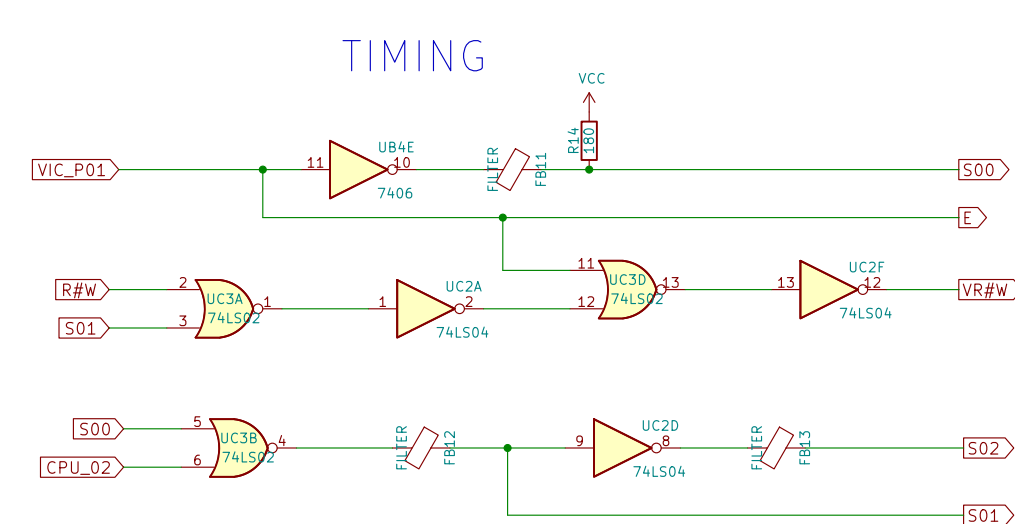 TIMING
VCC
R14
180
UB4E
VIC_P01
11
10
7406
FILTER
FB11
S00
E
R#W
2
UC3A
1
74LS02
S01
3
UC2A
1
2
74LS04
11
UC3D
13
12
74LS02
UC2F
13
12
74LS04
VR#W
S00
5
UC3B
4
74LS02
CPU_02
6
FILTER
FB12
UC2D
9
8
74LS04
FILTER
FB13
S02
S01